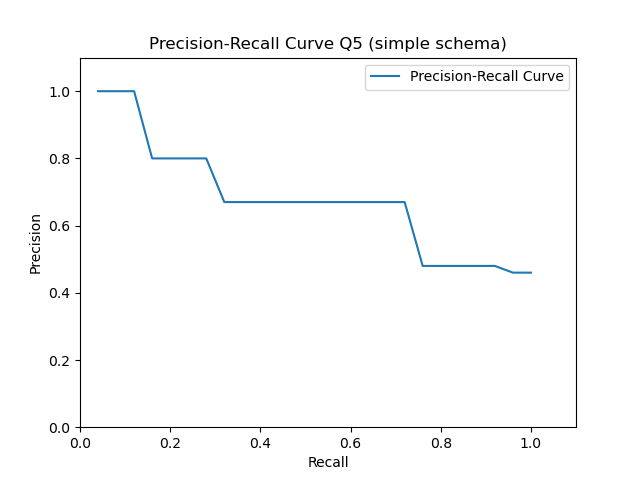 Precision-Recall Curve Q5 (simple schema)
Precision-Recall Curve
1.0
0.8
0.6
0.4
0.2
0.0
Precision
0.0 0.2 0.4 0.6 0.8 1.0
Recall